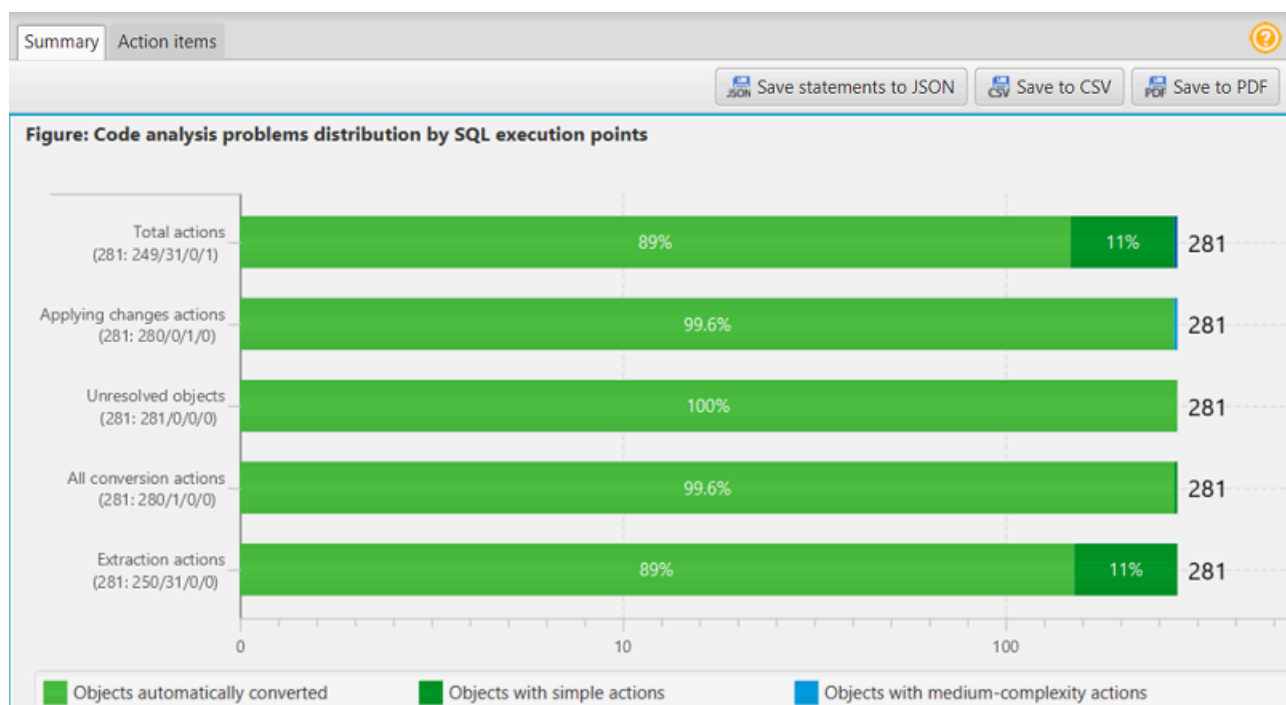 Summary
Action items
JSON Save statements to JSON
CSV Save to CSV
PDF Save to PDF
Figure: Code analysis problems distribution by SQL execution points
Total actions
(281: 249/31/0/1)
89%
11%
281
Applying changes actions
(281: 280/0/1/0)
99.6%
281
Unresolved objects
(281: 281/0/0/0)
100%
281
All conversion actions
(281: 280/1/0/0)
99.6%
281
Extraction actions
(281: 250/31/0/0)
89%
11%
281
0
10
100
Objects automatically converted
Objects with simple actions
Objects with medium-complexity actions